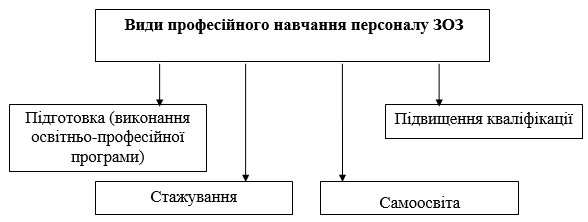 Види професійного навчання персоналу ЗОЗ
Підготовка (виконання
освітньо-професійної
програми)
Підвищення кваліфікації
Стажування
Самоосвіта